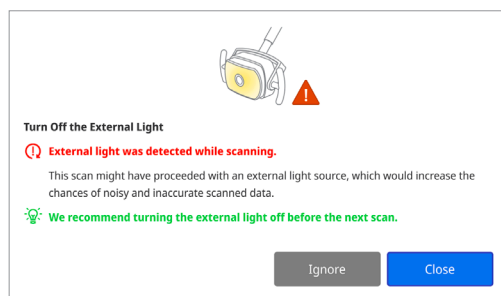 Turn Off the External Light
External light was detected while scanning.
This scan might have proceeded with an external light source, which would increase the
chances of noisy and inaccurate scanned data.
We recommend turning the external light off before the next scan.
Ignore
Close